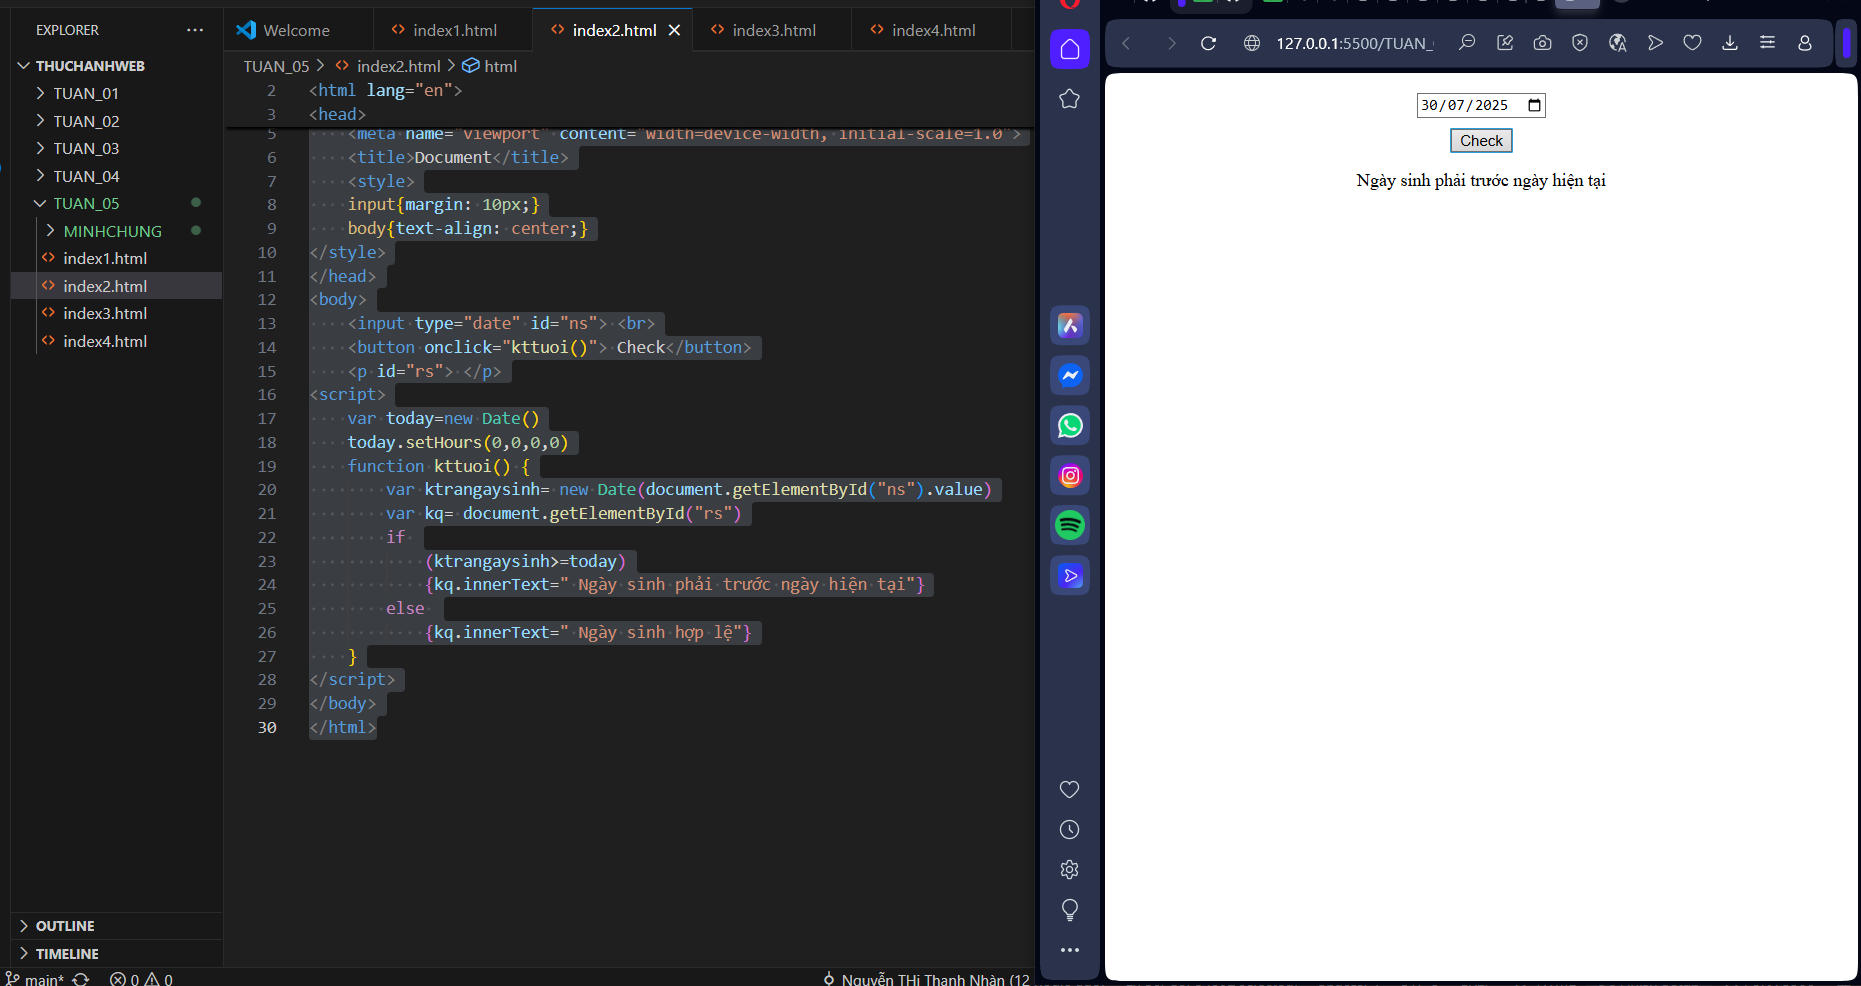 EXPLORER
THUCHANHWEB
TUAN_01
TUAN_02
TUAN_03
TUAN_04
TUAN_05
MINHCHUNG
index1.html
index2.html
index3.html
index4.html
OUTLINE
TIMELINE
main* 0 0
Nguyễn THị Thanh Nhàn (12
Welcome index1.html index2.html index3.html index4.html
TUAN_05 > index2.html > html
2 <html lang="en">
3 <head>
5 <meta name="viewport" content="width=device-width, initial-scale=1.0">
6 <title>Document</title>
7 <style>
8 input{margin: 10px;}
9 body{text-align: center;}
10 </style>
11 </head>
12 <body>
13 <input type="date" id="ns"> <br>
14 <button onclick="kttuoi()"> Check</button>
15 <p id="rs"> </p>
16 <script>
17 var today=new Date()
18 today.setHours(0,0,0,0)
19 function kttuoi() {
20 var ktrangaysinh= new Date(document.getElementById("ns").value)
21 var kq= document.getElementById("rs")
22 if
23 (ktrangaysinh>=today)
24 {kq.innerText=" Ngày sinh phải trước ngày hiện tại"}
25 else
26 {kq.innerText=" Ngày sinh hợp lệ"}
27 }
28 </script>
29 </body>
30 </html>
127.0.0.1:5500/TUAN_
30/07/2025
Check
Ngày sinh phải trước ngày hiện tại